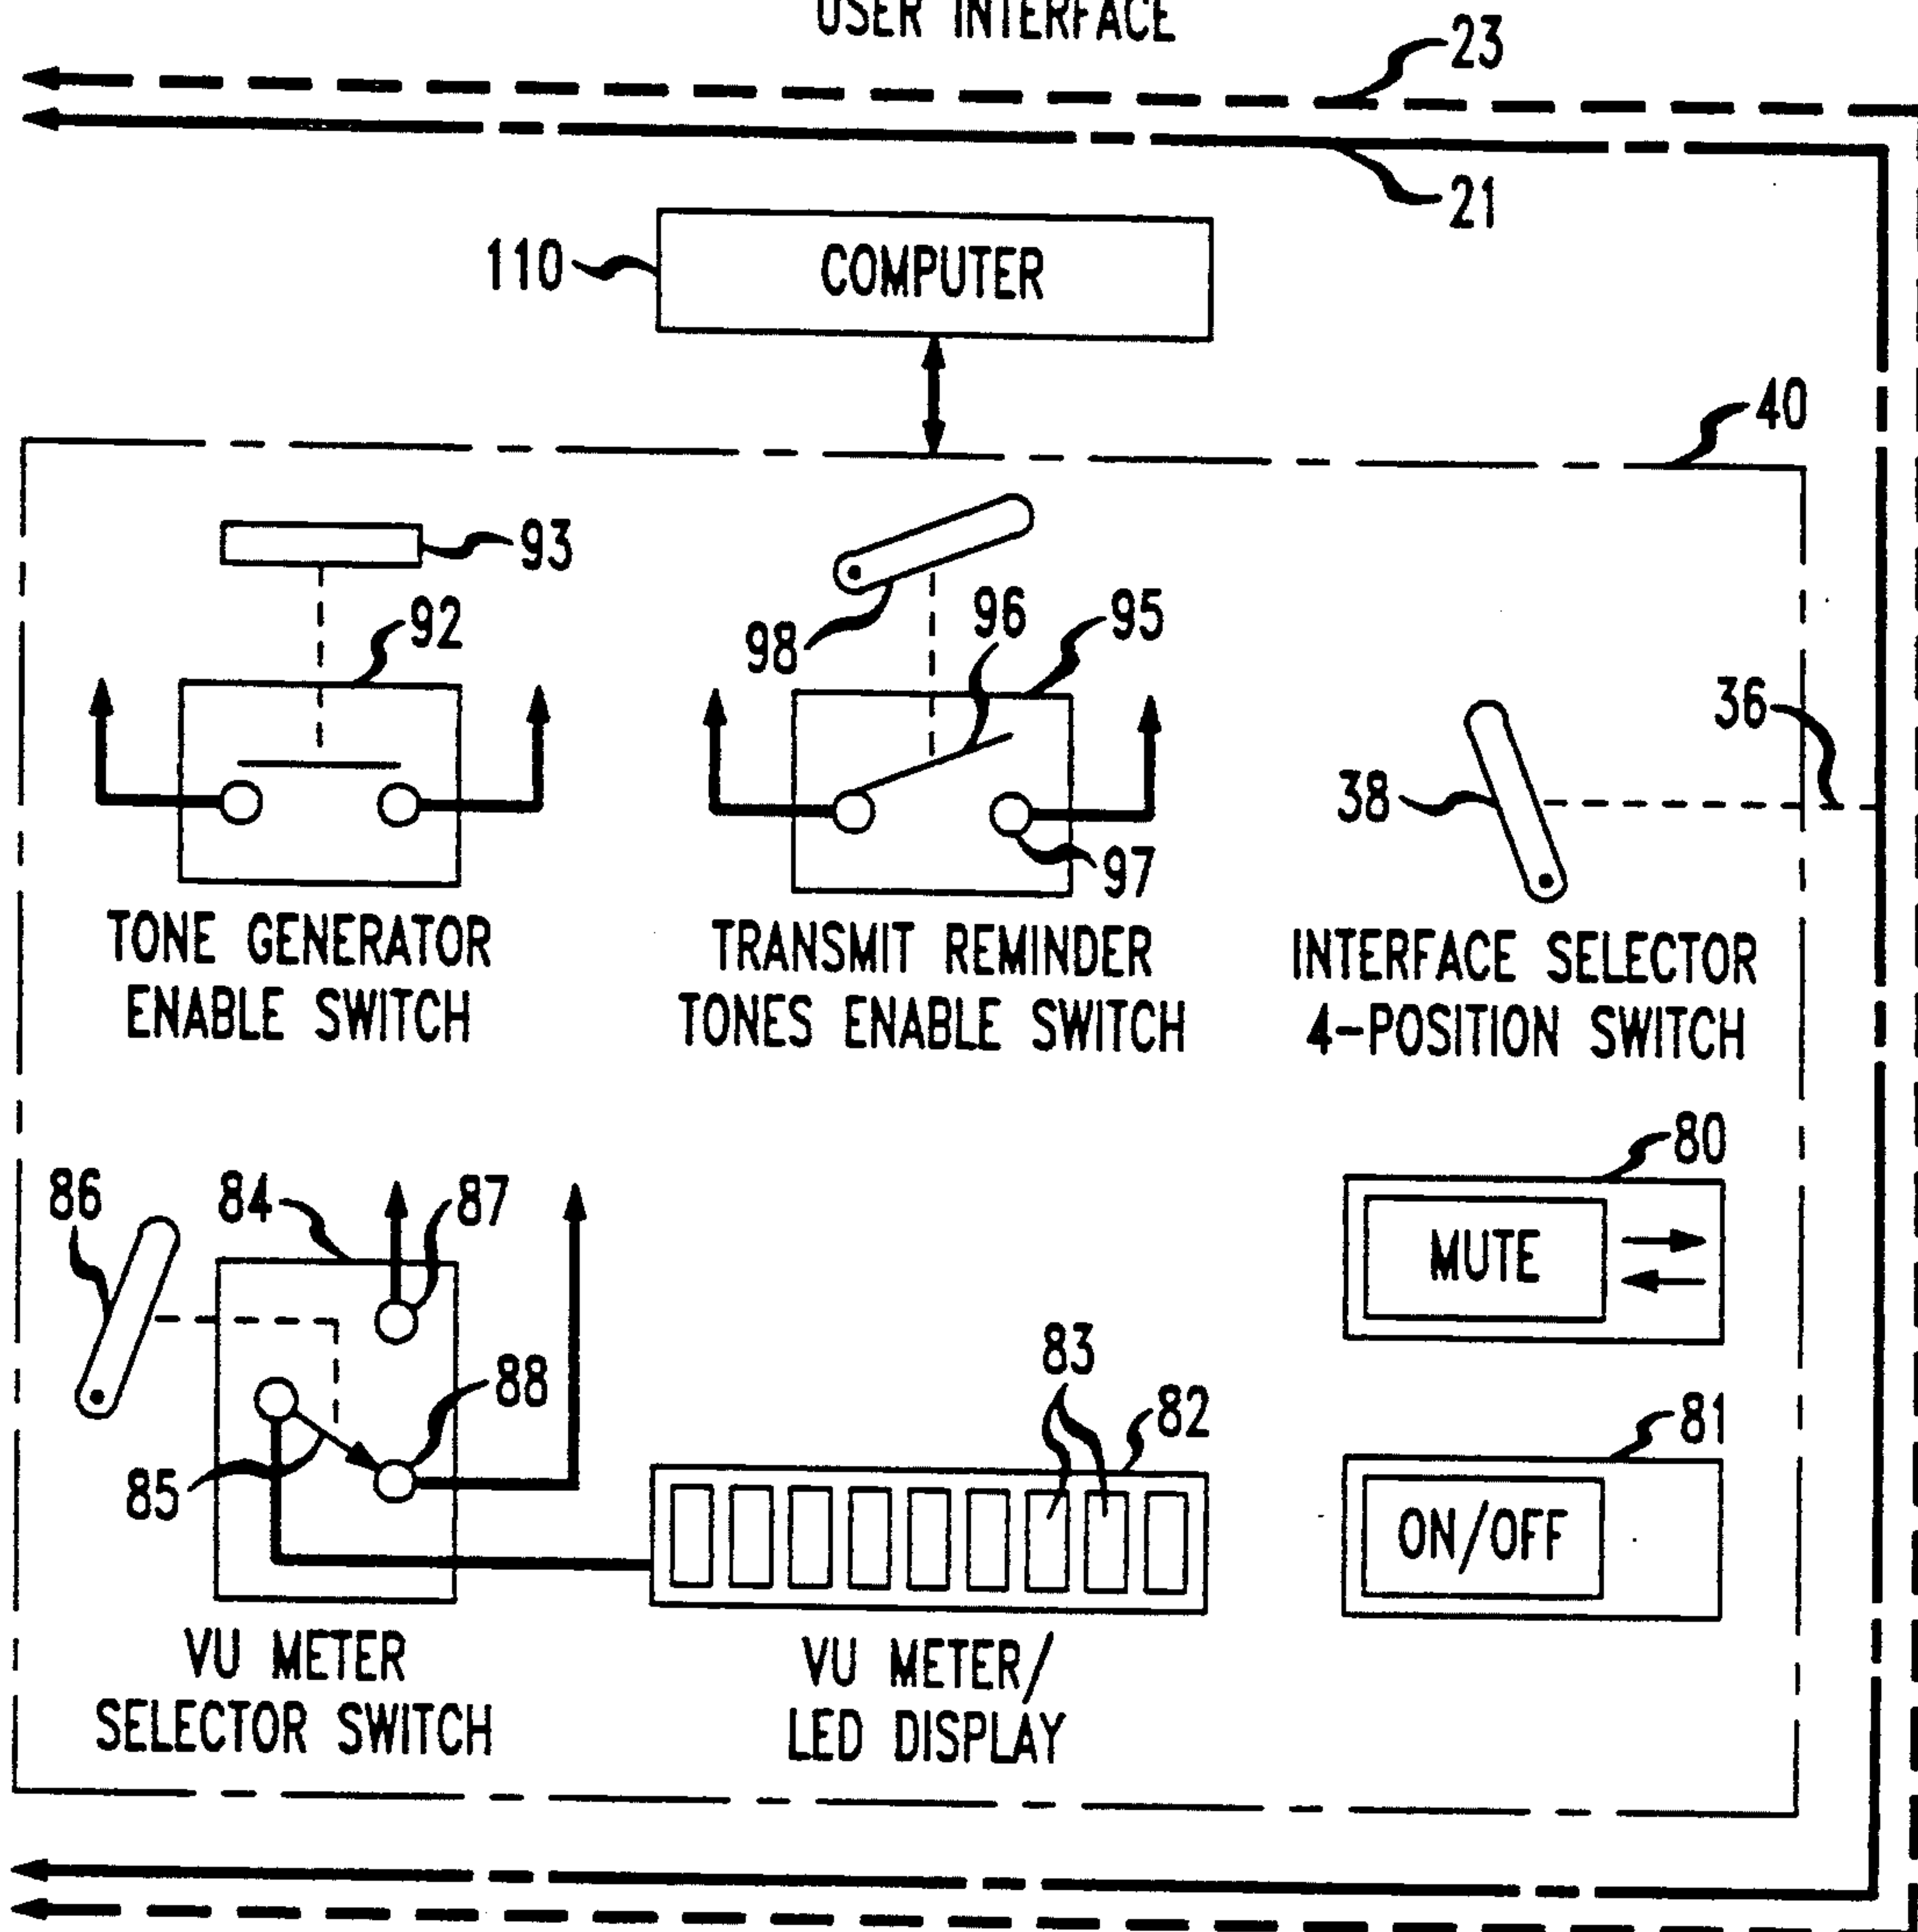 USER INTERFACE
23
21
110
COMPUTER
40
93
98
96
95
92
36
38
97
TONE GENERATOR
ENABLE SWITCH
TRANSMIT REMINDER
TONES ENABLE SWITCH
INTERFACE SELECTOR
4-POSITION SWITCH
86
84
87
80
MUTE
88
83
82
81
85
ON/OFF
VU METER
SELECTOR SWITCH
VU METER/
LED DISPLAY